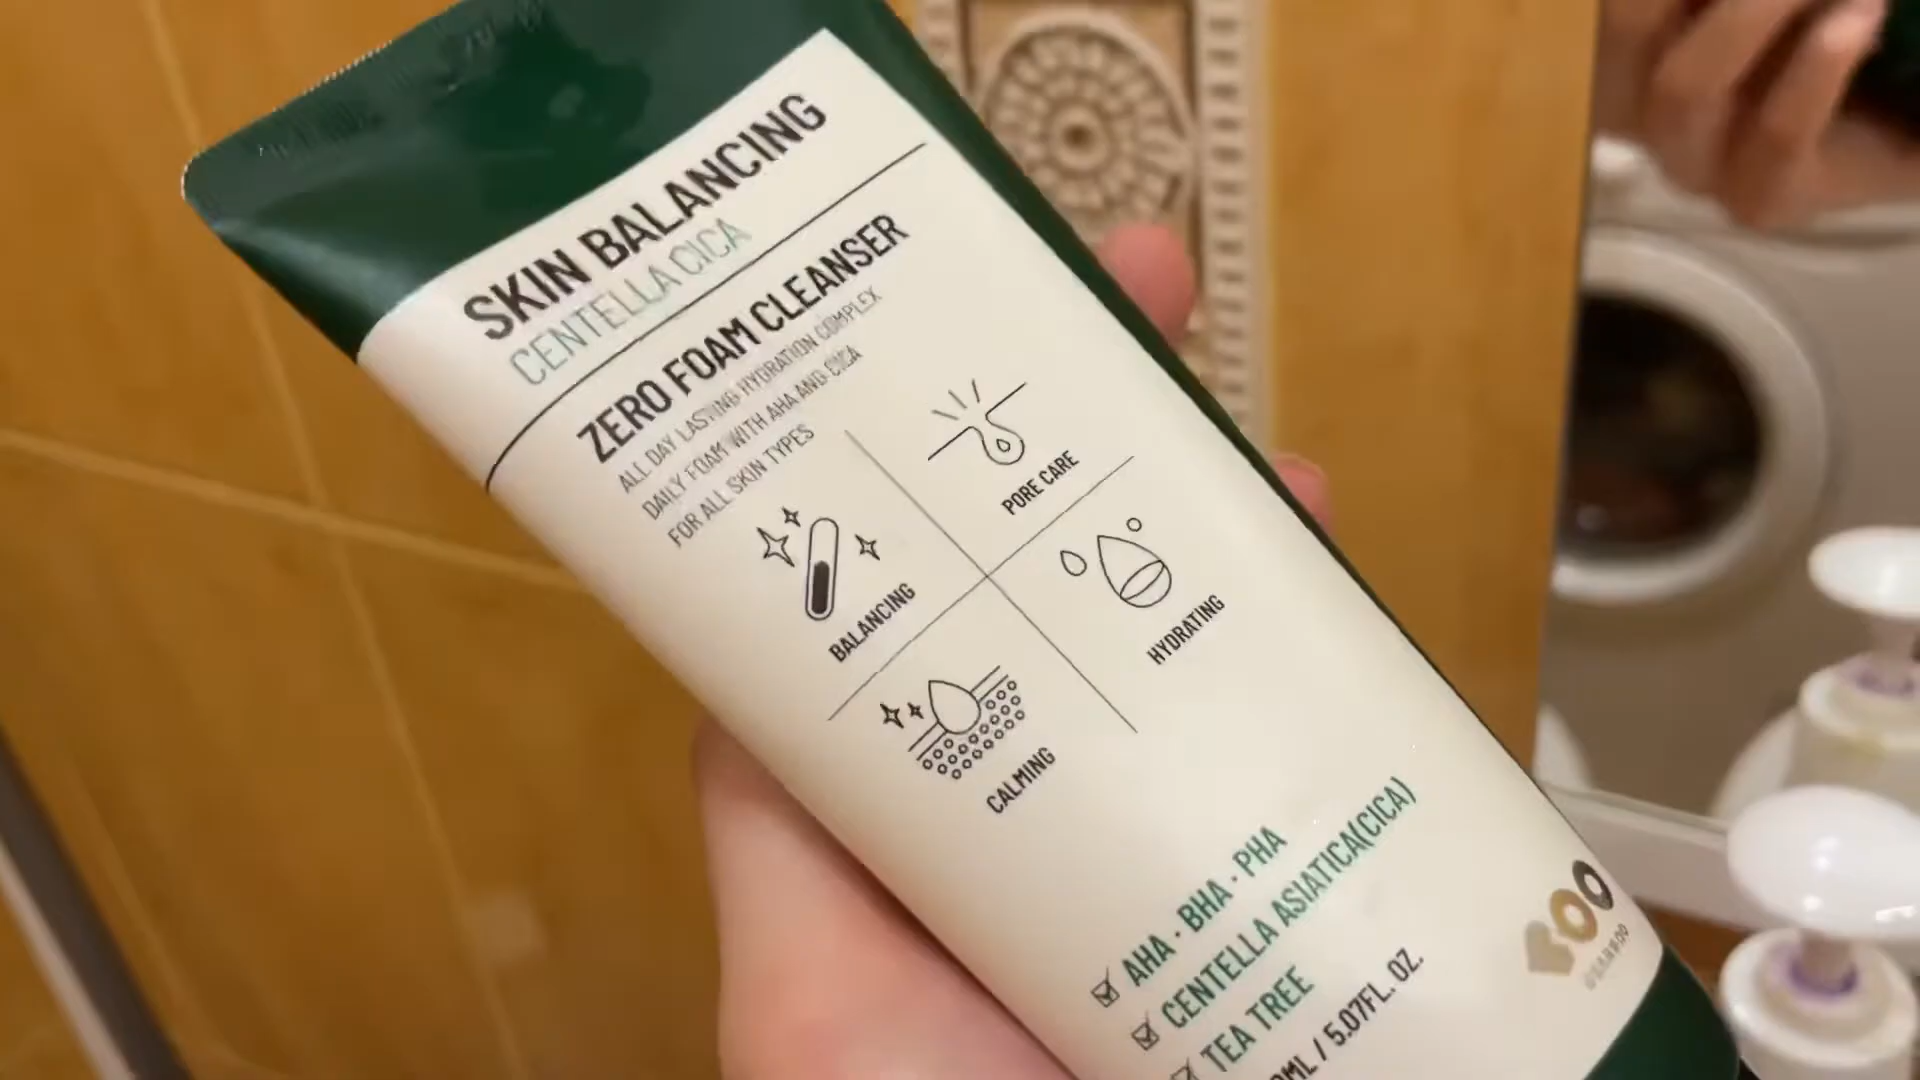 SKIN BALANCING
CENTELLA CICA
ZERO FOAM CLEANSER
ALL DAY LASTING HYDRATION COMPLEX
DAILY FOAM WITH AHA AND CICA
FOR ALL SKIN TYPES
BALANCING
PORE CARE
CALMING
HYDRATING
AHA · BHA · PHA
CENTELLA ASIATICA(CICA)
TEA TREE
ML / 5.07FL. OZ.
BOO